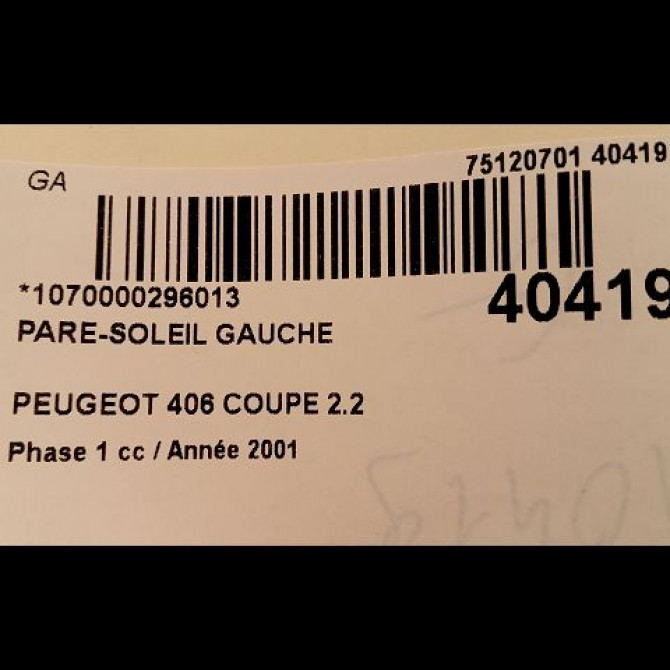 GA
75120701 40419
*1070000296013
40419
PARE-SOLEIL GAUCHE
PEUGEOT 406 COUPE 2.2
Phase 1 cc / Année 2001